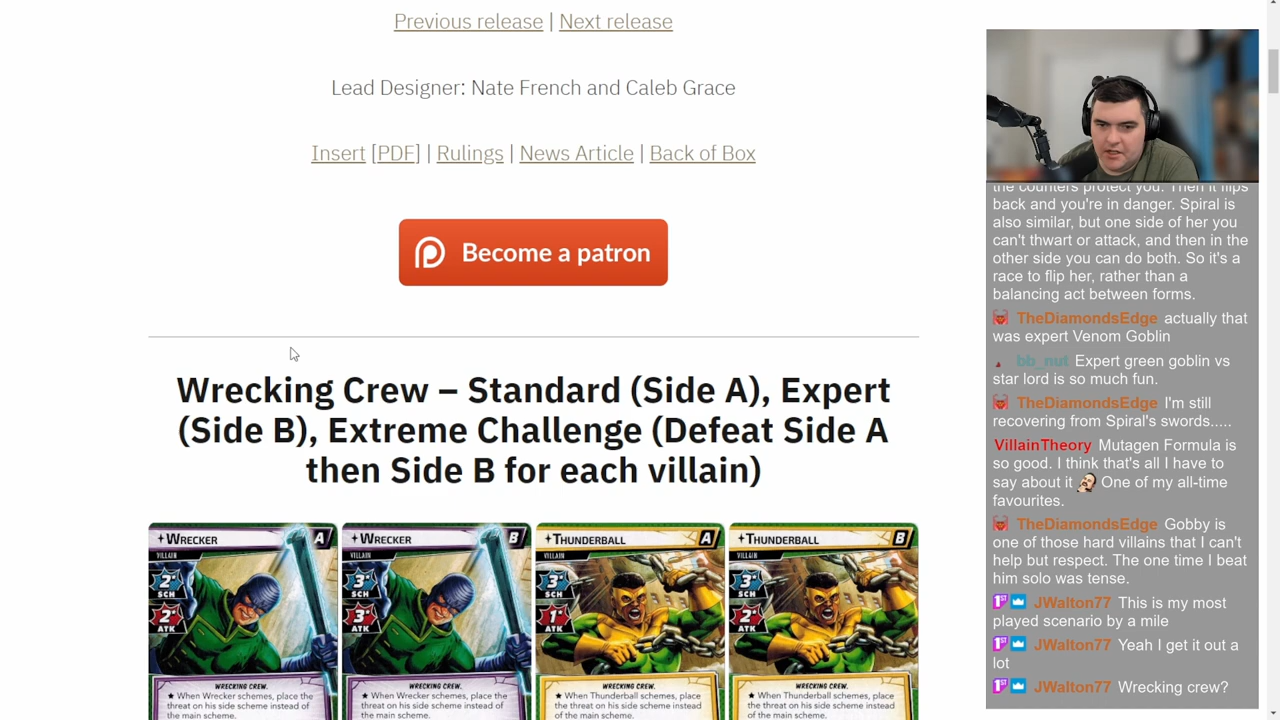 Previous release | Next release
Lead Designer: Nate French and Caleb Grace
Insert [PDF] | Rulings | News Article | Back of Box
Become a patron
Wrecking Crew – Standard (Side A), Expert
(Side B), Extreme Challenge (Defeat Side A
then Side B for each villain)
WRECKER A
VILLAIN
2
SCH
2
ATK
WRECKING CREW.
★ When Wrecker schemes, place the
threat on his side scheme instead of
the main scheme.
WRECKER B
VILLAIN
3
SCH
3
ATK
WRECKING CREW.
★ When Wrecker schemes, place the
threat on his side scheme instead of
the main scheme.
THUNDERBALL A
VILLAIN
3
SCH
1
ATK
WRECKING CREW.
★ When Thunderball schemes, place the
threat on his side scheme instead of
the main scheme.
THUNDERBALL B
VILLAIN
3
SCH
2
ATK
WRECKING CREW.
★ When Thunderball schemes, place the
threat on his side scheme instead of
the main scheme.
the counters protect you. Then it flips
back and you're in danger. Spiral is
also similar, but one side of her you
can't thwart or attack, and then in the
other side you can do both. So it's a
race to flip her, rather than a
balancing act between forms.
TheDiamondsEdge actually that
was expert Venom Goblin
bb_nut Expert green goblin vs
star lord is so much fun.
TheDiamondsEdge I'm still
recovering from Spiral's swords.....
VillainTheory Mutagen Formula is
so good. I think that's all I have to
say about it One of my all-time
favourites.
TheDiamondsEdge Gobby is
one of those hard villains that I can't
help but respect. The one time I beat
him solo was tense.
1ST JWalton77 This is my most
played scenario by a mile
1ST JWalton77 Yeah I get it out a
lot
1ST JWalton77 Wrecking crew?